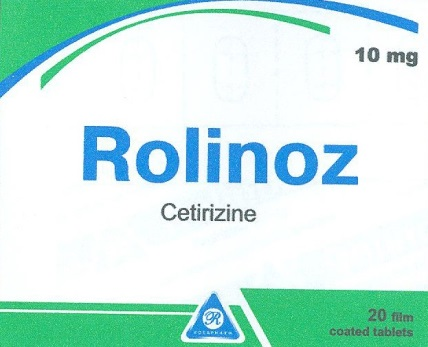 10 mg
Rolinoz
Cetirizine
R
20 film
coated tablets